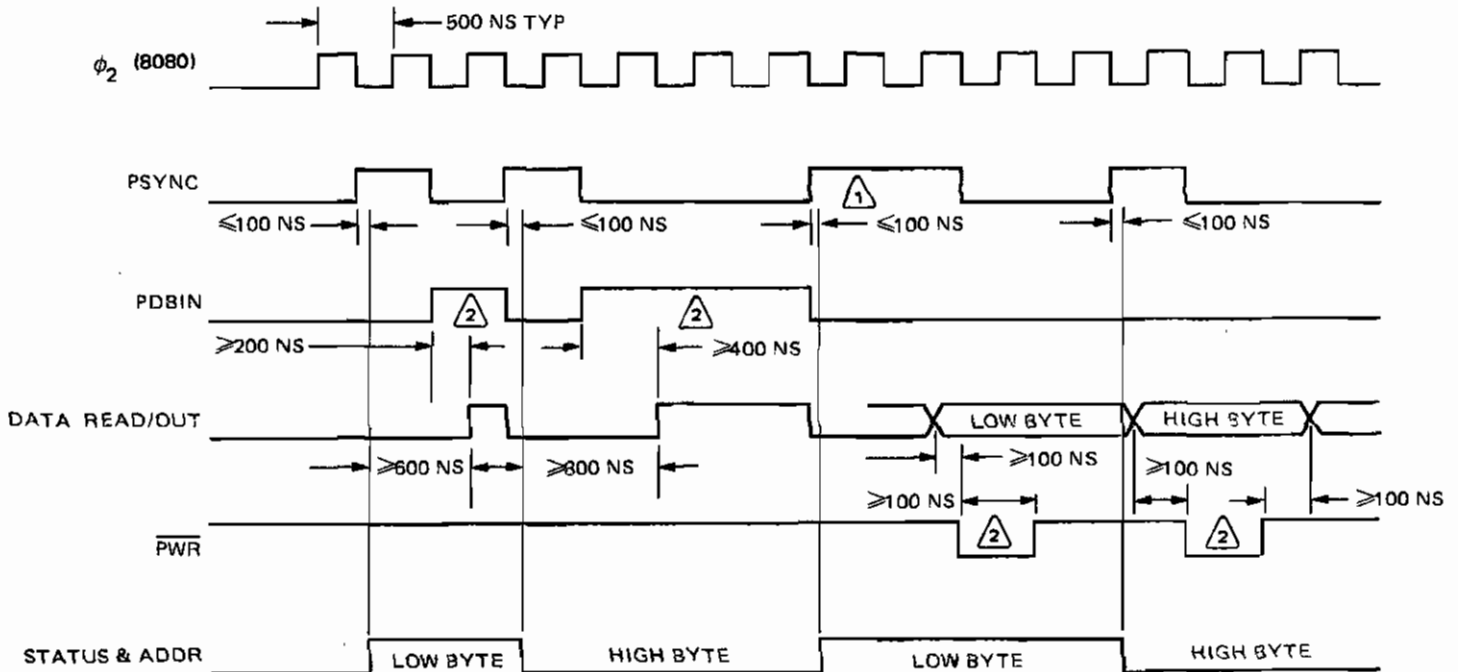 500 NS TYP
ϕ2 (8080)
PSYNC
1
≤100 NS
≤100 NS
≤100 NS
≤100 NS
PDBIN
2
2
≥200 NS
≥400 NS
DATA READ/OUT
LOW BYTE
HIGH BYTE
≥600 NS
≥800 NS
≥100 NS
≥100 NS
≥100 NS
≥100 NS
PWR
2
2
STATUS & ADDR
LOW BYTE
HIGH BYTE
LOW BYTE
HIGH BYTE